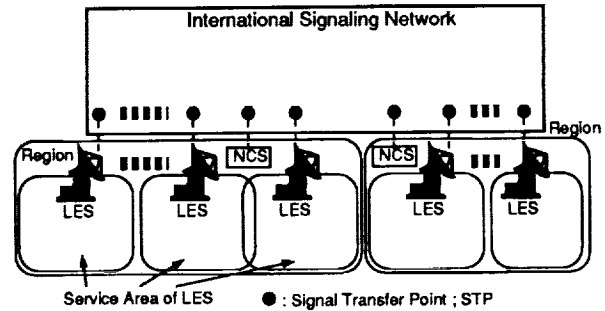 International Signaling Network
Region
Region
NCS
NCS
LES
LES
LES
LES
LES
Service Area of LES
: Signal Transfer Point ; STP